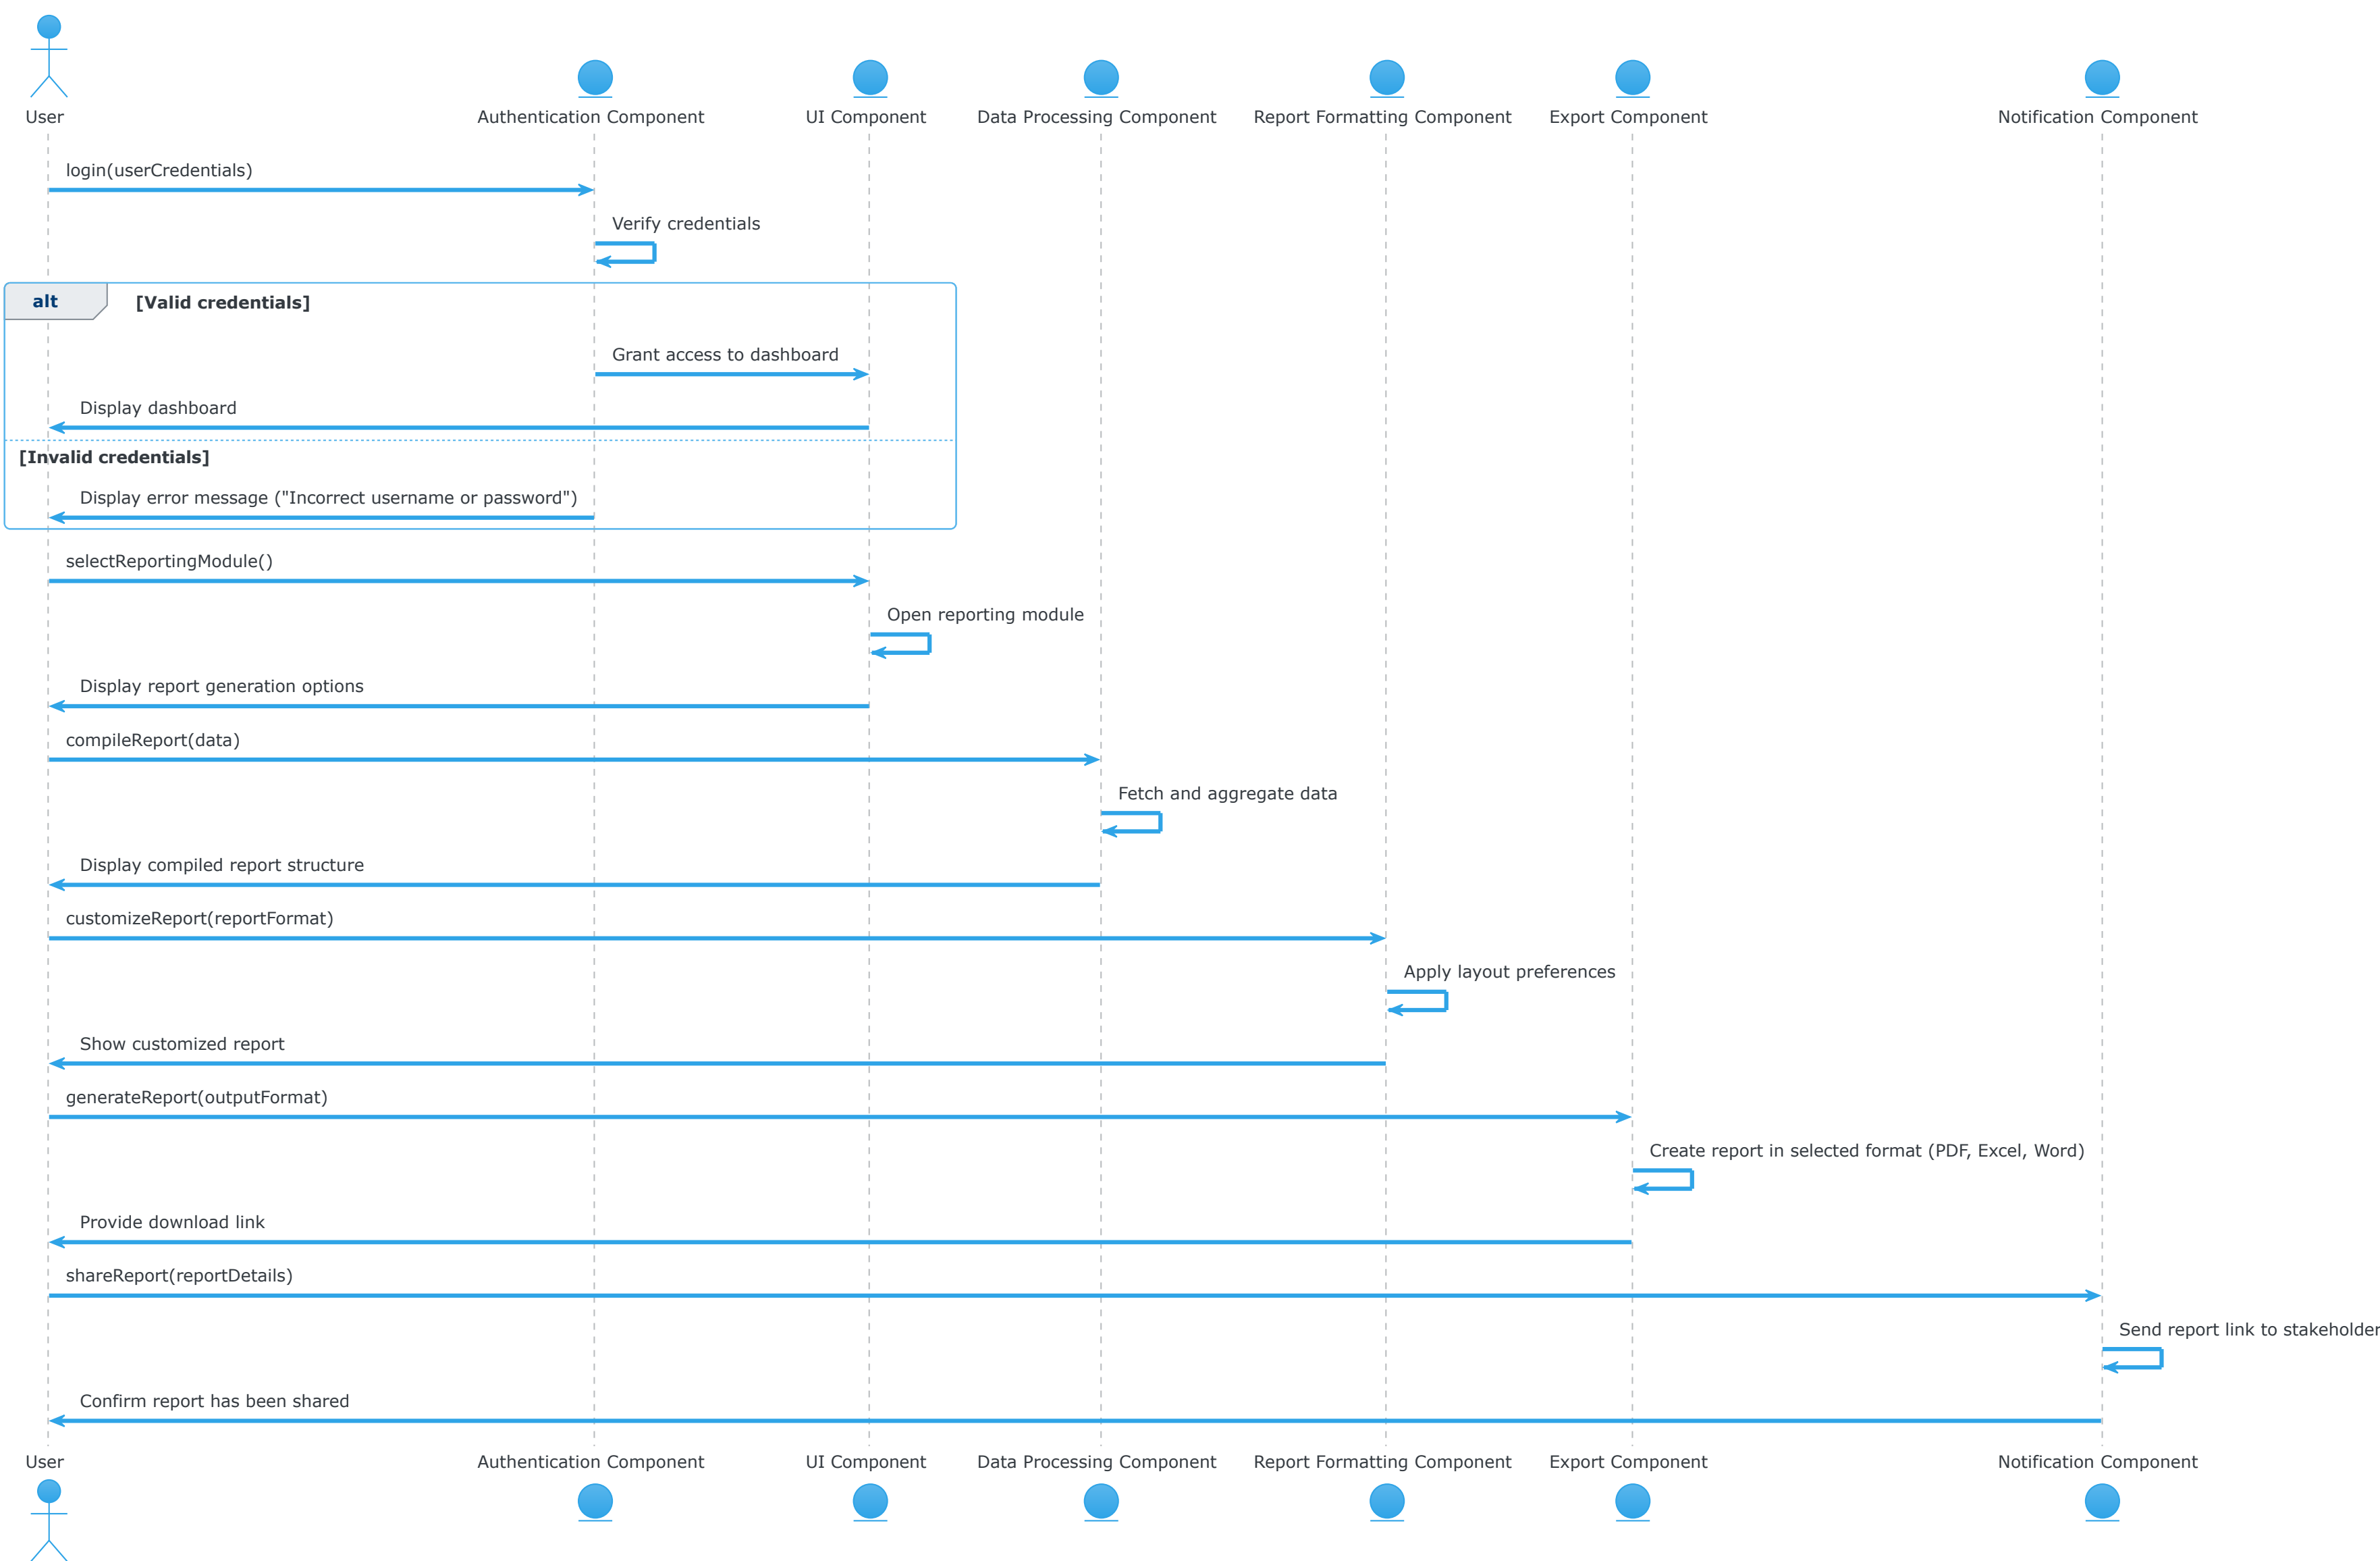 User
Authentication Component
UI Component
Data Processing Component
Report Formatting Component
Export Component
Notification Component
login(userCredentials)
Verify credentials
alt
[Valid credentials]
Grant access to dashboard
Display dashboard
[Invalid credentials]
Display error message ("Incorrect username or password")
selectReportingModule()
Open reporting module
Display report generation options
compileReport(data)
Fetch and aggregate data
Display compiled report structure
customizeReport(reportFormat)
Apply layout preferences
Show customized report
generateReport(outputFormat)
Create report in selected format (PDF, Excel, Word)
Provide download link
shareReport(reportDetails)
Send report link to stakeholder
Confirm report has been shared
User
Authentication Component
UI Component
Data Processing Component
Report Formatting Component
Export Component
Notification Component